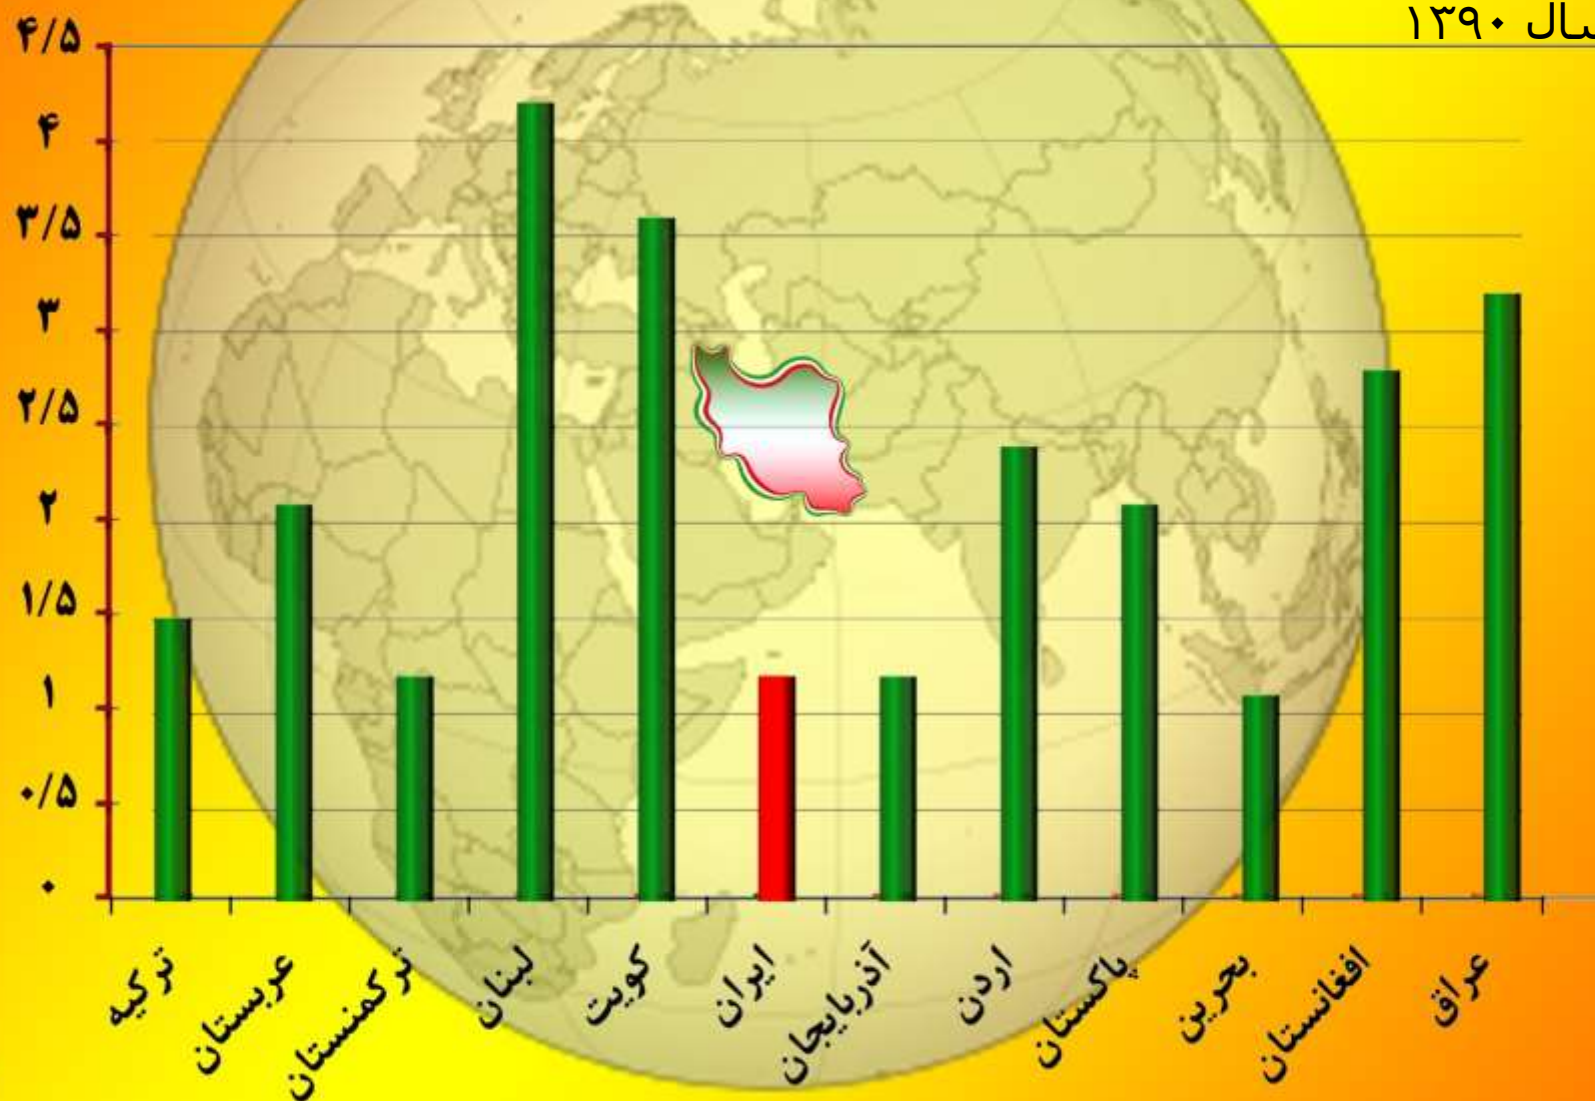 سال ۱۳۹۰
۴/۵
۴
۳/۵
۳
۲/۵
۲
۱/۵
۱
۰/۵
۰
ترکیه
عربستان
ترکمنستان
لبنان
کویت
ایران
آذربایجان
اردن
پاکستان
بحرین
افغانستان
عراق